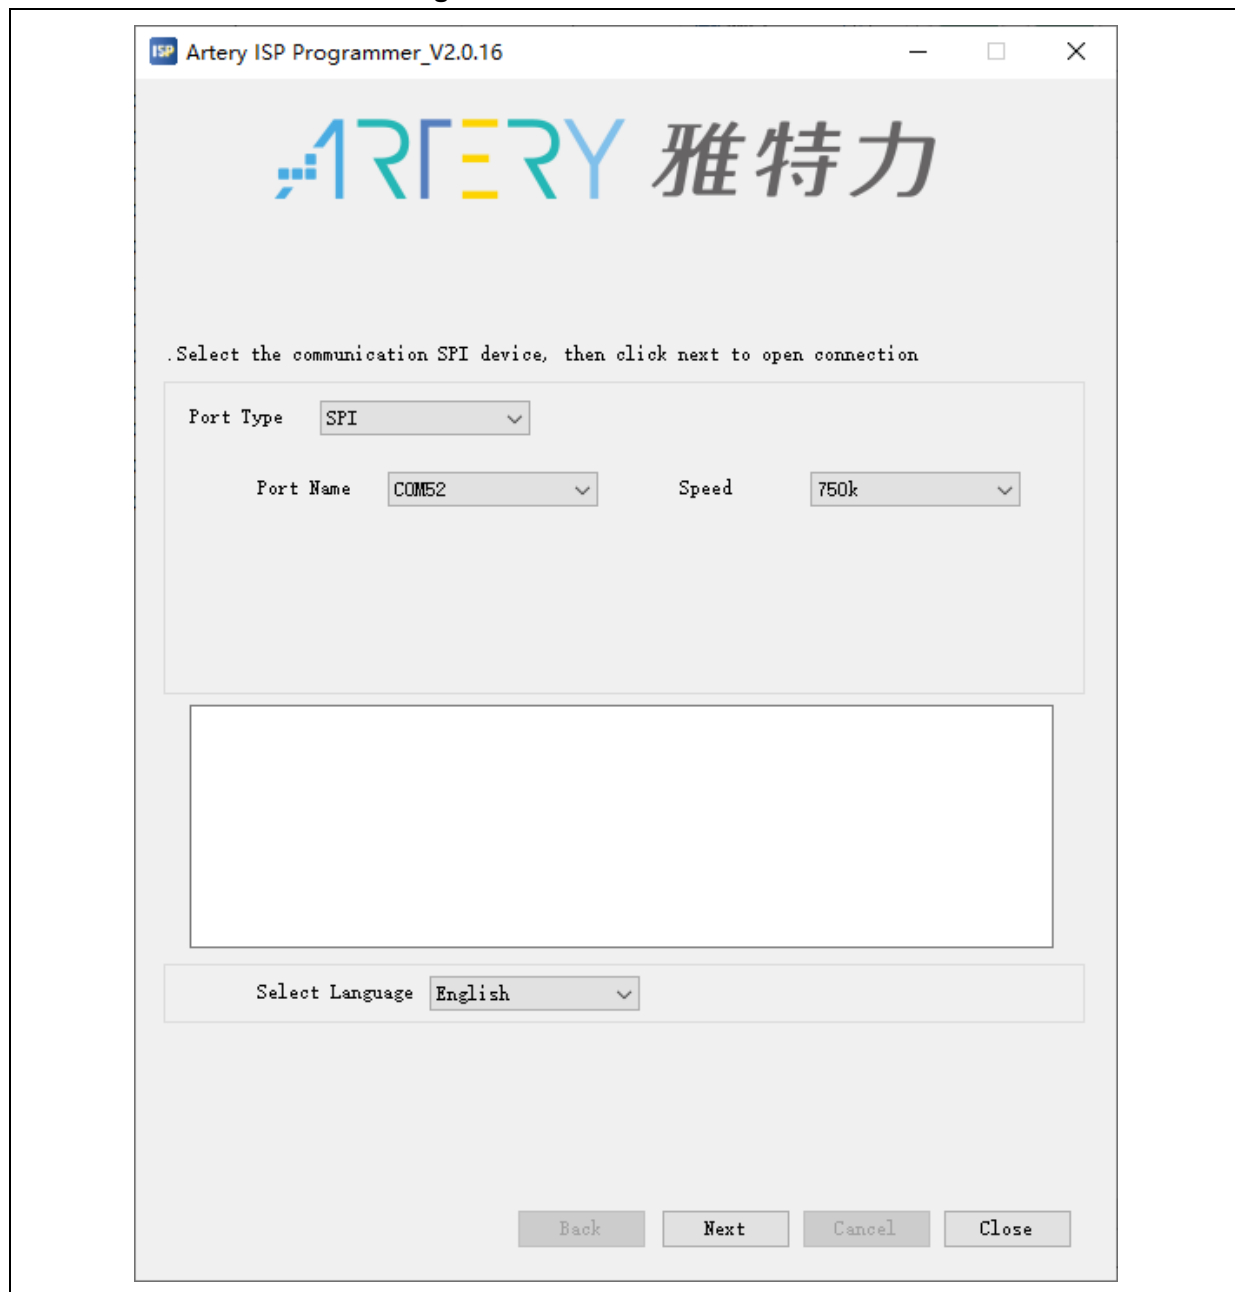 ISP Artery ISP Programmer_V2.0.16
ARTERY 雅特力
.Select the communication SPI device, then click next to open connection
Port Type SPI
Port Name COM52 Speed 750k
Select Language English
Back Next Cancel Close